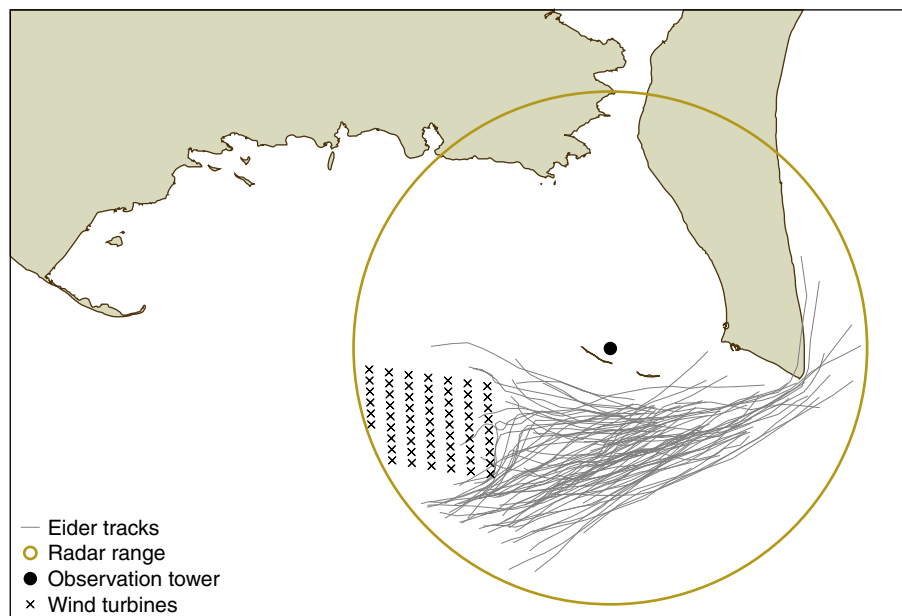 Eider tracks
Radar range
Observation tower
Wind turbines